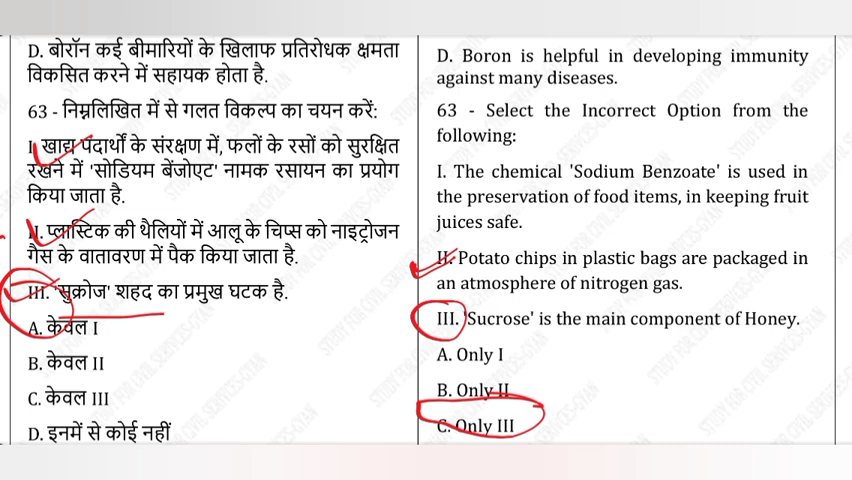 D. बोरॉन कई बीमारियों के खिलाफ प्रतिरोधक क्षमता
विकसित करने में सहायक होता है.
63 - निम्नलिखित में से गलत विकल्प का चयन करें:
I. खाद्य पदार्थों के संरक्षण में, फलों के रसों को सुरक्षित
रखने में 'सोडियम बेंजोएट' नामक रसायन का प्रयोग
किया जाता है.
II. प्लास्टिक की थैलियों में आलू के चिप्स को नाइट्रोजन
गैस के वातावरण में पैक किया जाता है.
III. 'सुक्रोज' शहद का प्रमुख घटक है.
A. केवल I
B. केवल II
C. केवल III
D. इनमें से कोई नहीं
D. Boron is helpful in developing immunity
against many diseases.
63 - Select the Incorrect Option from the
following:
I. The chemical 'Sodium Benzoate' is used in
the preservation of food items, in keeping fruit
juices safe.
II. Potato chips in plastic bags are packaged in
an atmosphere of nitrogen gas.
III. 'Sucrose' is the main component of Honey.
A. Only I
B. Only II
C. Only III